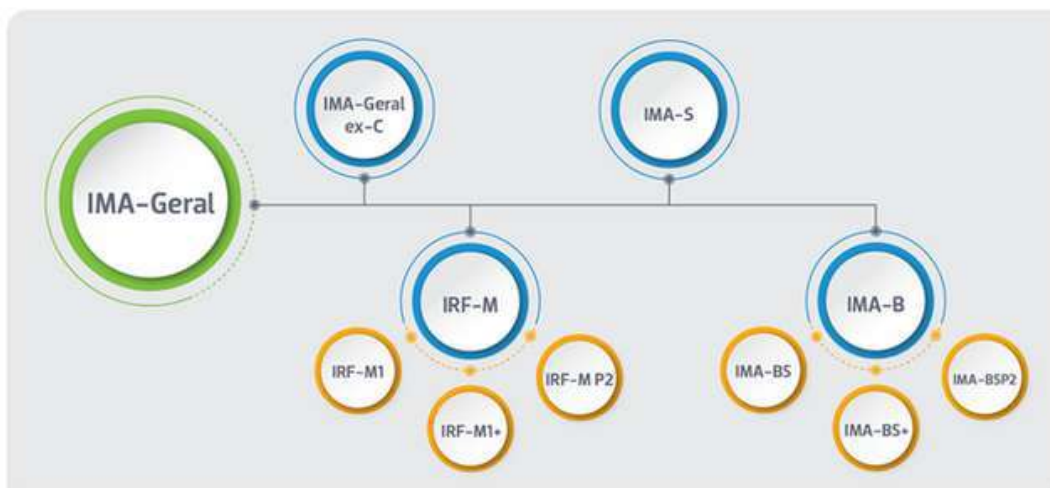 IMA-Geral
ex-C
IMA-S
IMA-Geral
IRF-M
IMA-B
IRF-M1
IRF-M P2
IMA-B5
IMA-B5P2
IRF-M1+
IMA-B5+